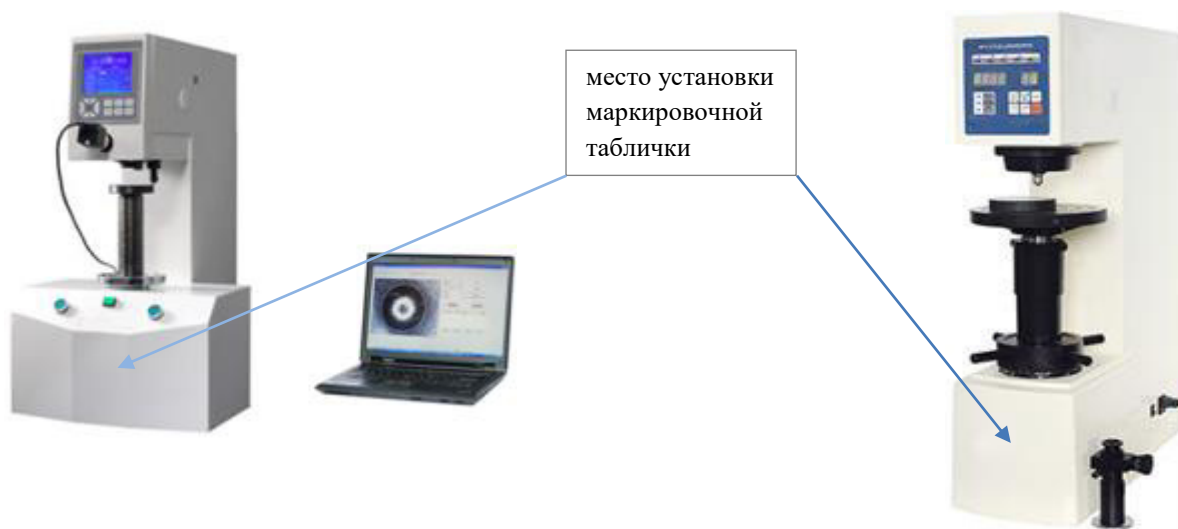 место установки
маркировочной
таблички